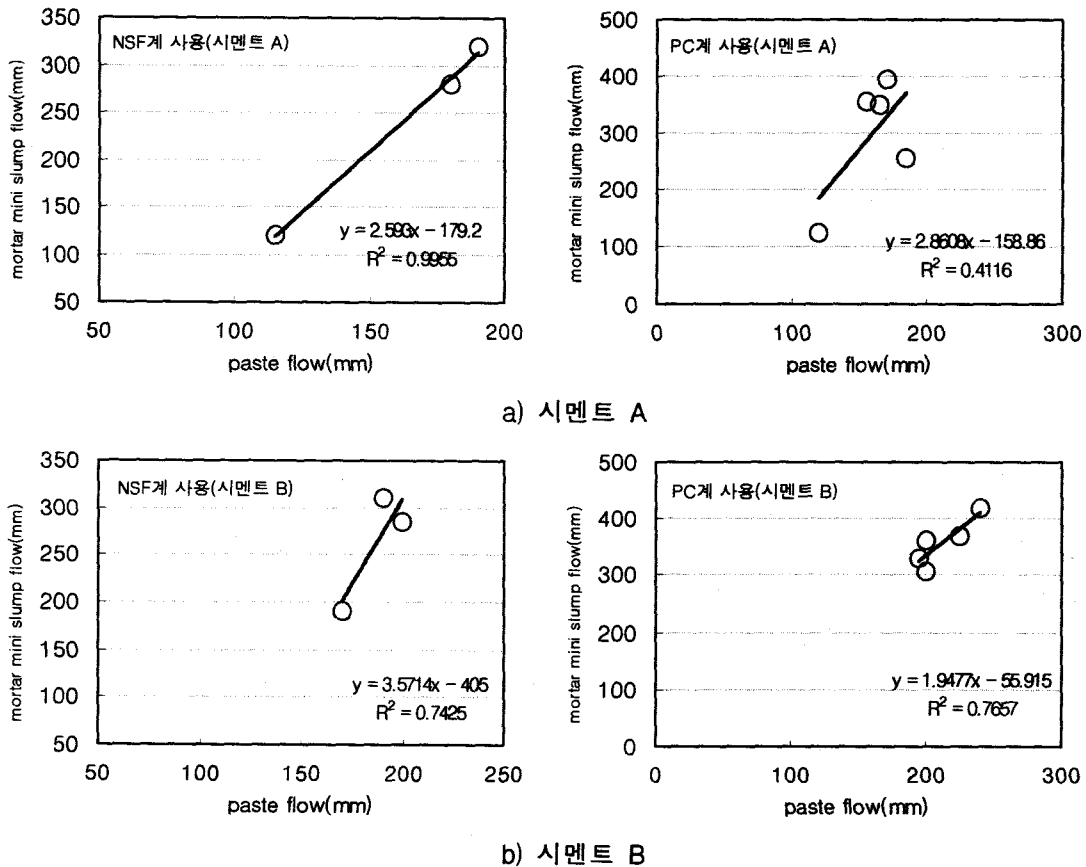 NSF계 사용(시멘트 A)
mortar mini slump flow(mm)
350
300
250
200
150
100
50
y = 2.593x − 179.2
R² = 0.9955
50
100
150
200
paste flow(mm)
PC계 사용(시멘트 A)
mortar mini slump flow(mm)
500
400
300
200
100
0
y = 2.8608x − 158.86
R² = 0.4116
0
100
200
300
paste flow(mm)
a) 시멘트 A
NSF계 사용(시멘트 B)
mortar mini slump flow(mm)
350
300
250
200
150
100
50
y = 3.5714x − 405
R² = 0.7425
50
100
150
200
250
paste flow(mm)
PC계 사용(시멘트 B)
mortar mini slump flow(mm)
500
400
300
200
100
0
y = 1.9477x − 55.915
R² = 0.7657
0
100
200
300
paste flow(mm)
b) 시멘트 B